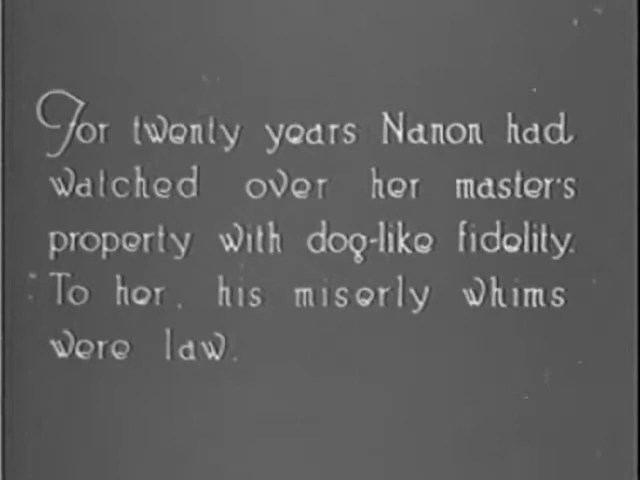 For twenty years Nanon had
watched over her master's
property with dog-like fidelity.
To her, his miserly whims
were law.